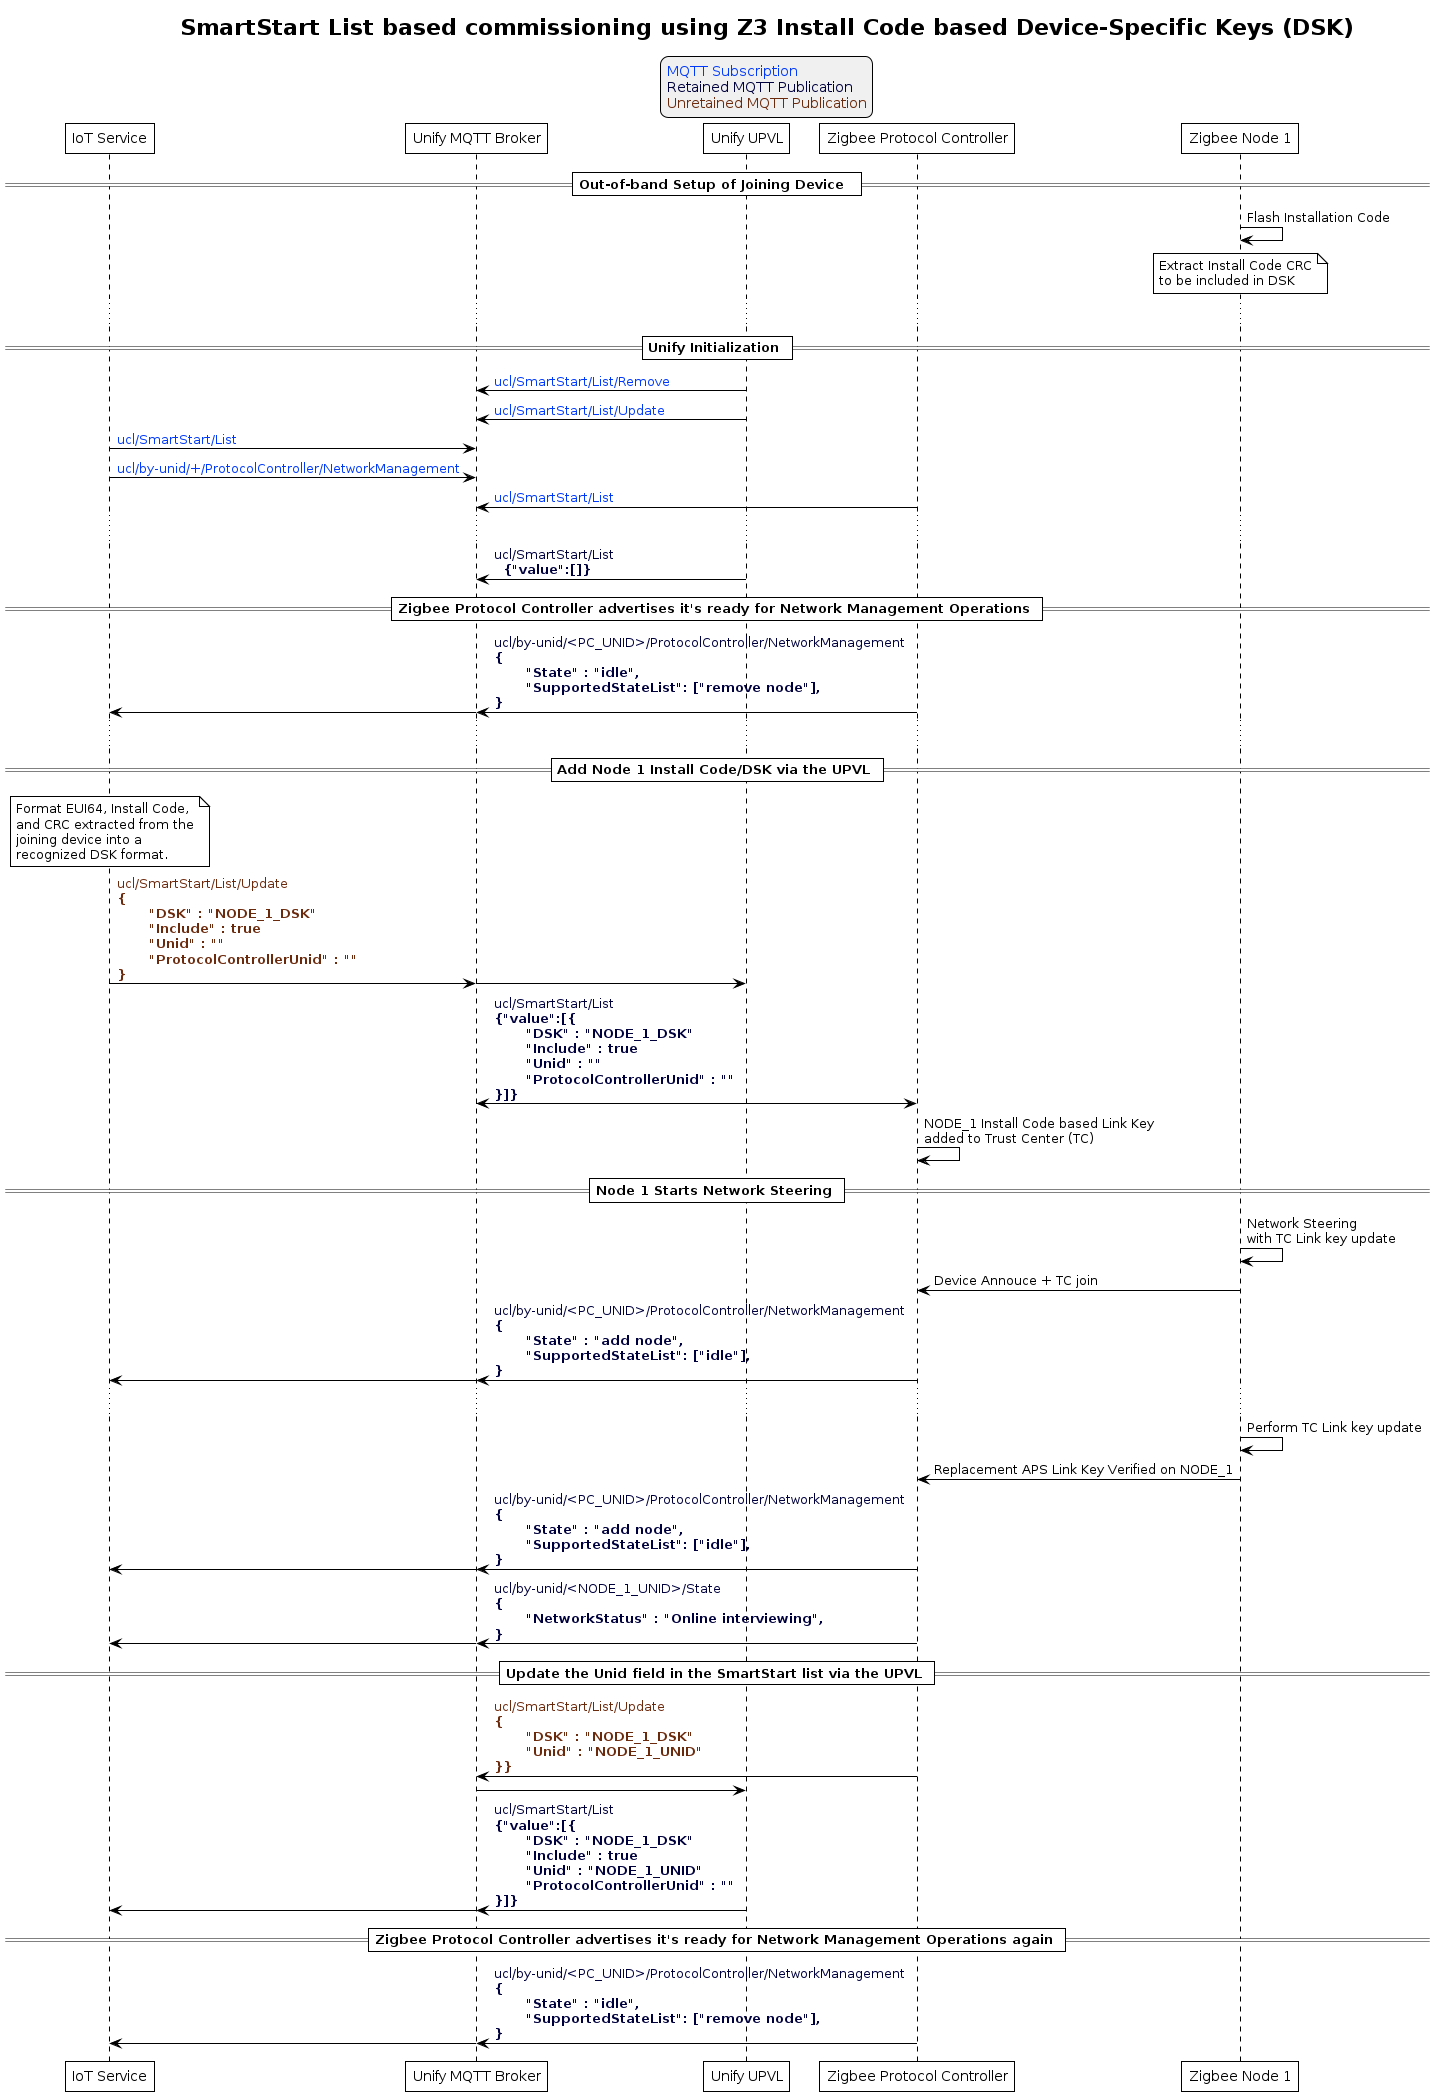 SmartStart List based commissioning using Z3 Install Code based Device-Specific Keys (DSK)
MQTT Subscription
Retained MQTT Publication
Unretained MQTT Publication
IoT Service
Unify MQTT Broker
Unify UPVL
Zigbee Protocol Controller
Zigbee Node 1
Out-of-band Setup of Joining Device
Flash Installation Code
Extract Install Code CRC
to be included in DSK
Unify Initialization
ucl/SmartStart/List/Remove
ucl/SmartStart/List/Update
ucl/SmartStart/List
ucl/by-unid/+/ProtocolController/NetworkManagement
ucl/SmartStart/List
ucl/SmartStart/List
{"value":[]}
Zigbee Protocol Controller advertises it's ready for Network Management Operations
ucl/by-unid/<PC_UNID>/ProtocolController/NetworkManagement
{
"State" : "idle",
"SupportedStateList": ["remove node"],
}
Add Node 1 Install Code/DSK via the UPVL
Format EUI64, Install Code,
and CRC extracted from the
joining device into a
recognized DSK format.
ucl/SmartStart/List/Update
{
"DSK" : "NODE_1_DSK"
"Include" : true
"Unid" : ""
"ProtocolControllerUnid" : ""
}
ucl/SmartStart/List
{"value":[{
"DSK" : "NODE_1_DSK"
"Include" : true
"Unid" : ""
"ProtocolControllerUnid" : ""
}]}
NODE_1 Install Code based Link Key
added to Trust Center (TC)
Node 1 Starts Network Steering
Network Steering
with TC Link key update
Device Annouce + TC join
ucl/by-unid/<PC_UNID>/ProtocolController/NetworkManagement
{
"State" : "add node",
"SupportedStateList": ["idle"],
}
Perform TC Link key update
Replacement APS Link Key Verified on NODE_1
ucl/by-unid/<PC_UNID>/ProtocolController/NetworkManagement
{
"State" : "add node",
"SupportedStateList": ["idle"],
}
ucl/by-unid/<NODE_1_UNID>/State
{
"NetworkStatus" : "Online interviewing",
}
Update the Unid field in the SmartStart list via the UPVL
ucl/SmartStart/List/Update
{
"DSK" : "NODE_1_DSK"
"Unid" : "NODE_1_UNID"
}}
ucl/SmartStart/List
{"value":[{
"DSK" : "NODE_1_DSK"
"Include" : true
"Unid" : "NODE_1_UNID"
"ProtocolControllerUnid" : ""
}]}
Zigbee Protocol Controller advertises it's ready for Network Management Operations again
ucl/by-unid/<PC_UNID>/ProtocolController/NetworkManagement
{
"State" : "idle",
"SupportedStateList": ["remove node"],
}
IoT Service
Unify MQTT Broker
Unify UPVL
Zigbee Protocol Controller
Zigbee Node 1